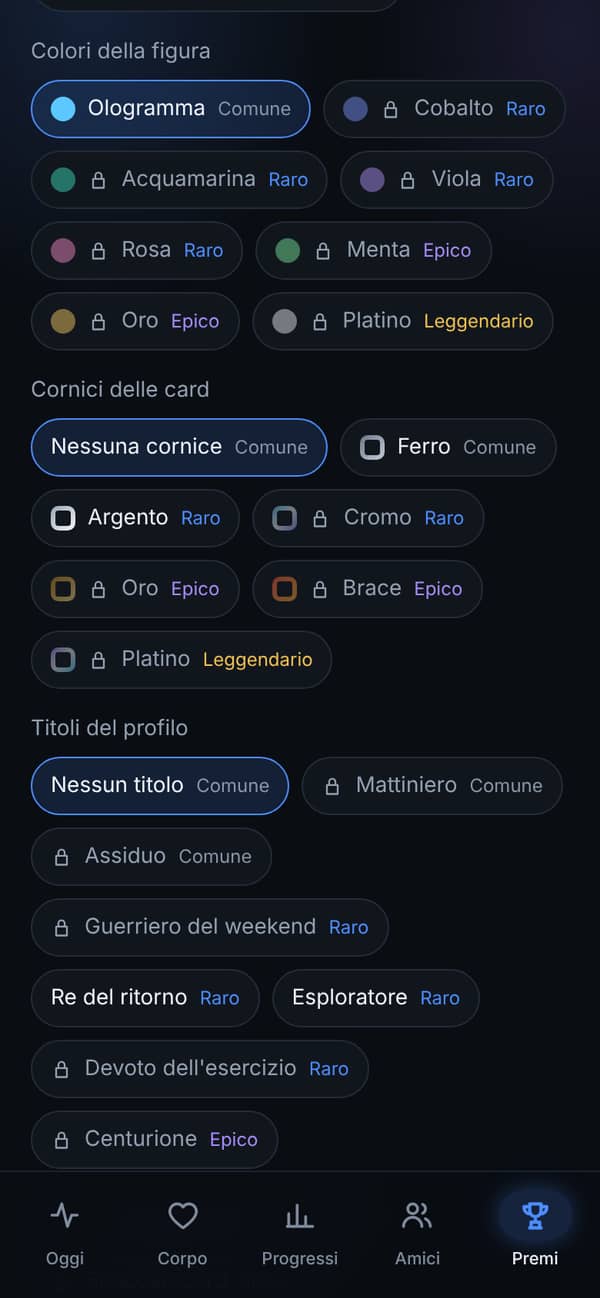 Colori della figura
Ologramma Comune Cobalto Raro
Acquamarina Raro Viola Raro
Rosa Raro Menta Epico
Oro Epico Platino Leggendario
Cornici delle card
Nessuna cornice Comune Ferro Comune
Argento Raro Cromo Raro
Oro Epico Brace Epico
Platino Leggendario
Titoli del profilo
Nessun titolo Comune Mattiniero Comune
Assiduo Comune
Guerriero del weekend Raro
Re del ritorno Raro Esploratore Raro
Devoto dell'esercizio Raro
Centurione Epico
Oggi Corpo Progressi Amici Premi